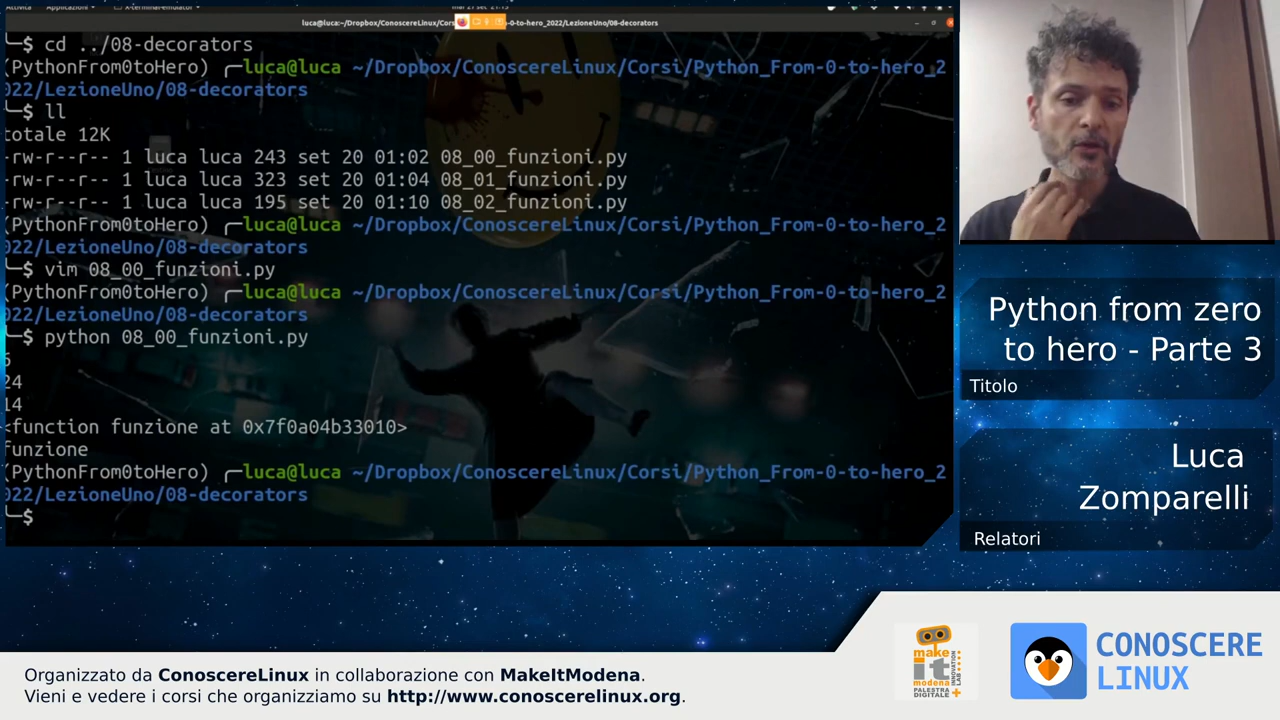 luca@luca:~/Dropbox/ConoscereLinux/Cors
-0-to-hero_2022/LezioneUno/08-decorators
╰─$ cd ../08-decorators
(PythonFrom0toHero) ╭─luca@luca ~/Dropbox/ConoscereLinux/Corsi/Python_From-0-to-hero_2
022/LezioneUno/08-decorators
╰─$ ll
totale 12K
-rw-r--r-- 1 luca luca 243 set 20 01:02 08_00_funzioni.py
-rw-r--r-- 1 luca luca 323 set 20 01:04 08_01_funzioni.py
-rw-r--r-- 1 luca luca 195 set 20 01:10 08_02_funzioni.py
(PythonFrom0toHero) ╭─luca@luca ~/Dropbox/ConoscereLinux/Corsi/Python_From-0-to-hero_2
022/LezioneUno/08-decorators
╰─$ vim 08_00_funzioni.py
(PythonFrom0toHero) ╭─luca@luca ~/Dropbox/ConoscereLinux/Corsi/Python_From-0-to-hero_2
022/LezioneUno/08-decorators
╰─$ python 08_00_funzioni.py
24
14
<function funzione at 0x7f0a04b33010>
funzione
(PythonFrom0toHero) ╭─luca@luca ~/Dropbox/ConoscereLinux/Corsi/Python_From-0-to-hero_2
022/LezioneUno/08-decorators
╰─$
Python from zero
to hero - Parte 3
Titolo
Luca
Zomparelli
Relatori
make
it
modena
PALESTRA
DIGITALE
INNOVATION
LAB
CONOSCERE
LINUX
Organizzato da ConoscereLinux in collaborazione con MakeItModena.
Vieni e vedere i corsi che organizziamo su http://www.conoscerelinux.org.